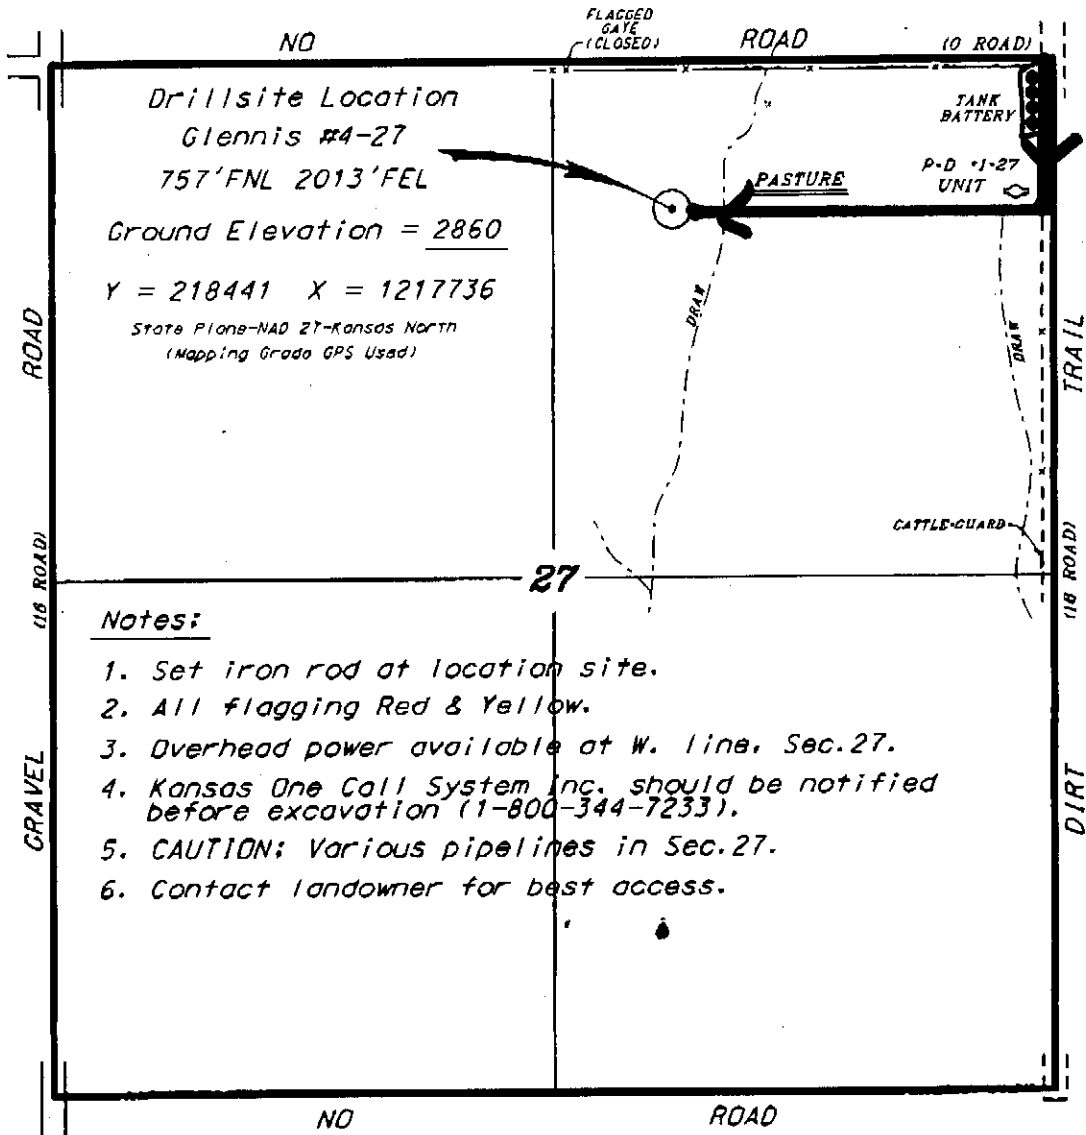 FLAGGED
GATE
(CLOSED)
NO ROAD (O ROAD)
Drillsite Location
Glennis #4-27
757'FNL 2013'FEL
Ground Elevation = 2860
Y = 218441 X = 1217736
State Plane-NAD 27-Kansas North
(Mapping Grade GPS Used)
TANK
BATTERY
P-D #1-27
UNIT
PASTURE
DRAW
DRAW
ROAD
TRAIL
CATTLE-GUARD
(18 ROAD)
(18 ROAD)
27
Notes:
1. Set iron rod at location site.
2. All flagging Red & Yellow.
3. Overhead power available at W. line, Sec.27.
4. Kansas One Call System Inc. should be notified
before excavation (1-800-344-7233).
5. CAUTION: Various pipelines in Sec.27.
6. Contact landowner for best access.
GRAVEL
DIRT
NO ROAD